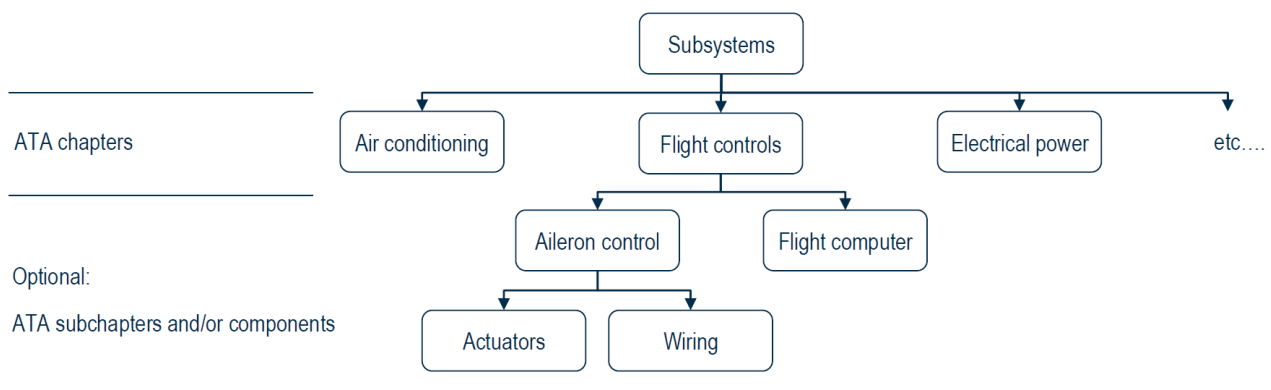 Subsystems
ATA chapters
Air conditioning
Flight controls
Electrical power
etc....
Aileron control
Flight computer
Optional:
ATA subchapters and/or components
Actuators
Wiring